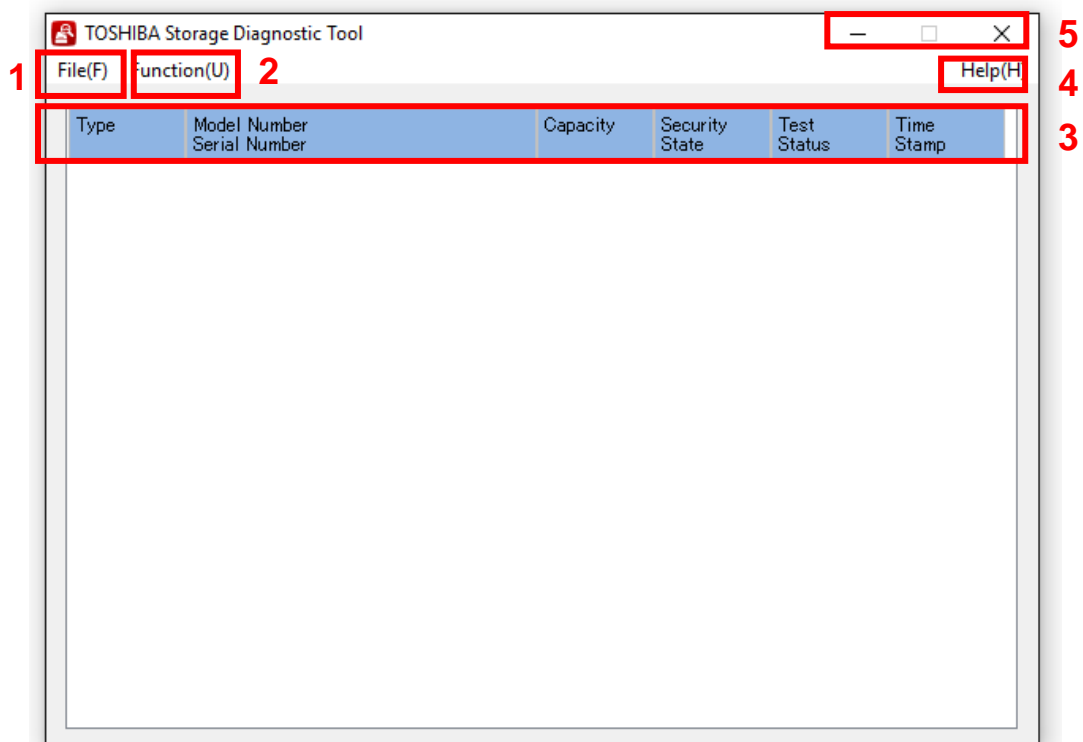 TOSHIBA Storage Diagnostic Tool
5
1
File(F)
Function(U)
2
Help(H)
4
Type
Model Number
Serial Number
Capacity
Security
State
Test
Status
Time
Stamp
3